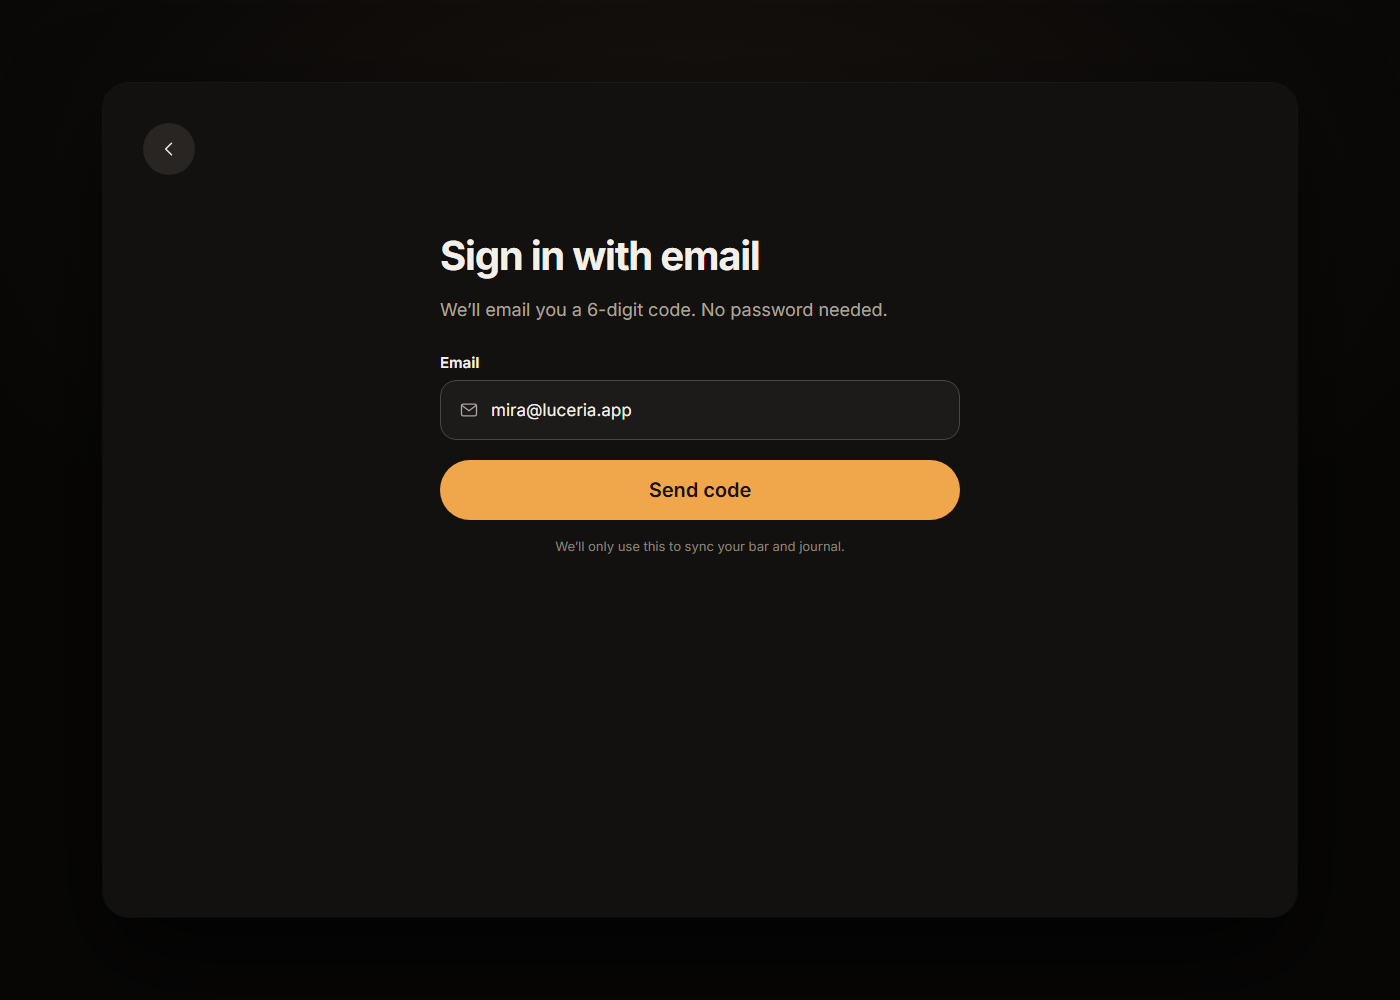 Sign in with email
We’ll email you a 6-digit code. No password needed.
Email
mira@luceria.app
Send code
We’ll only use this to sync your bar and journal.